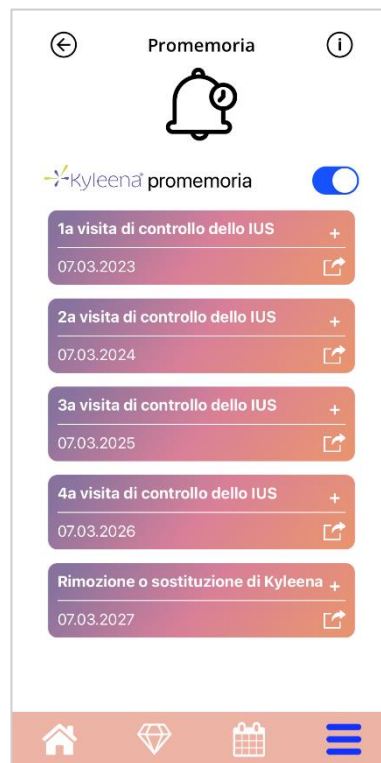 Promemoria
Kyleena® promemoria
1a visita di controllo dello IUS +
07.03.2023
2a visita di controllo dello IUS +
07.03.2024
3a visita di controllo dello IUS +
07.03.2025
4a visita di controllo dello IUS +
07.03.2026
Rimozione o sostituzione di Kyleena +
07.03.2027